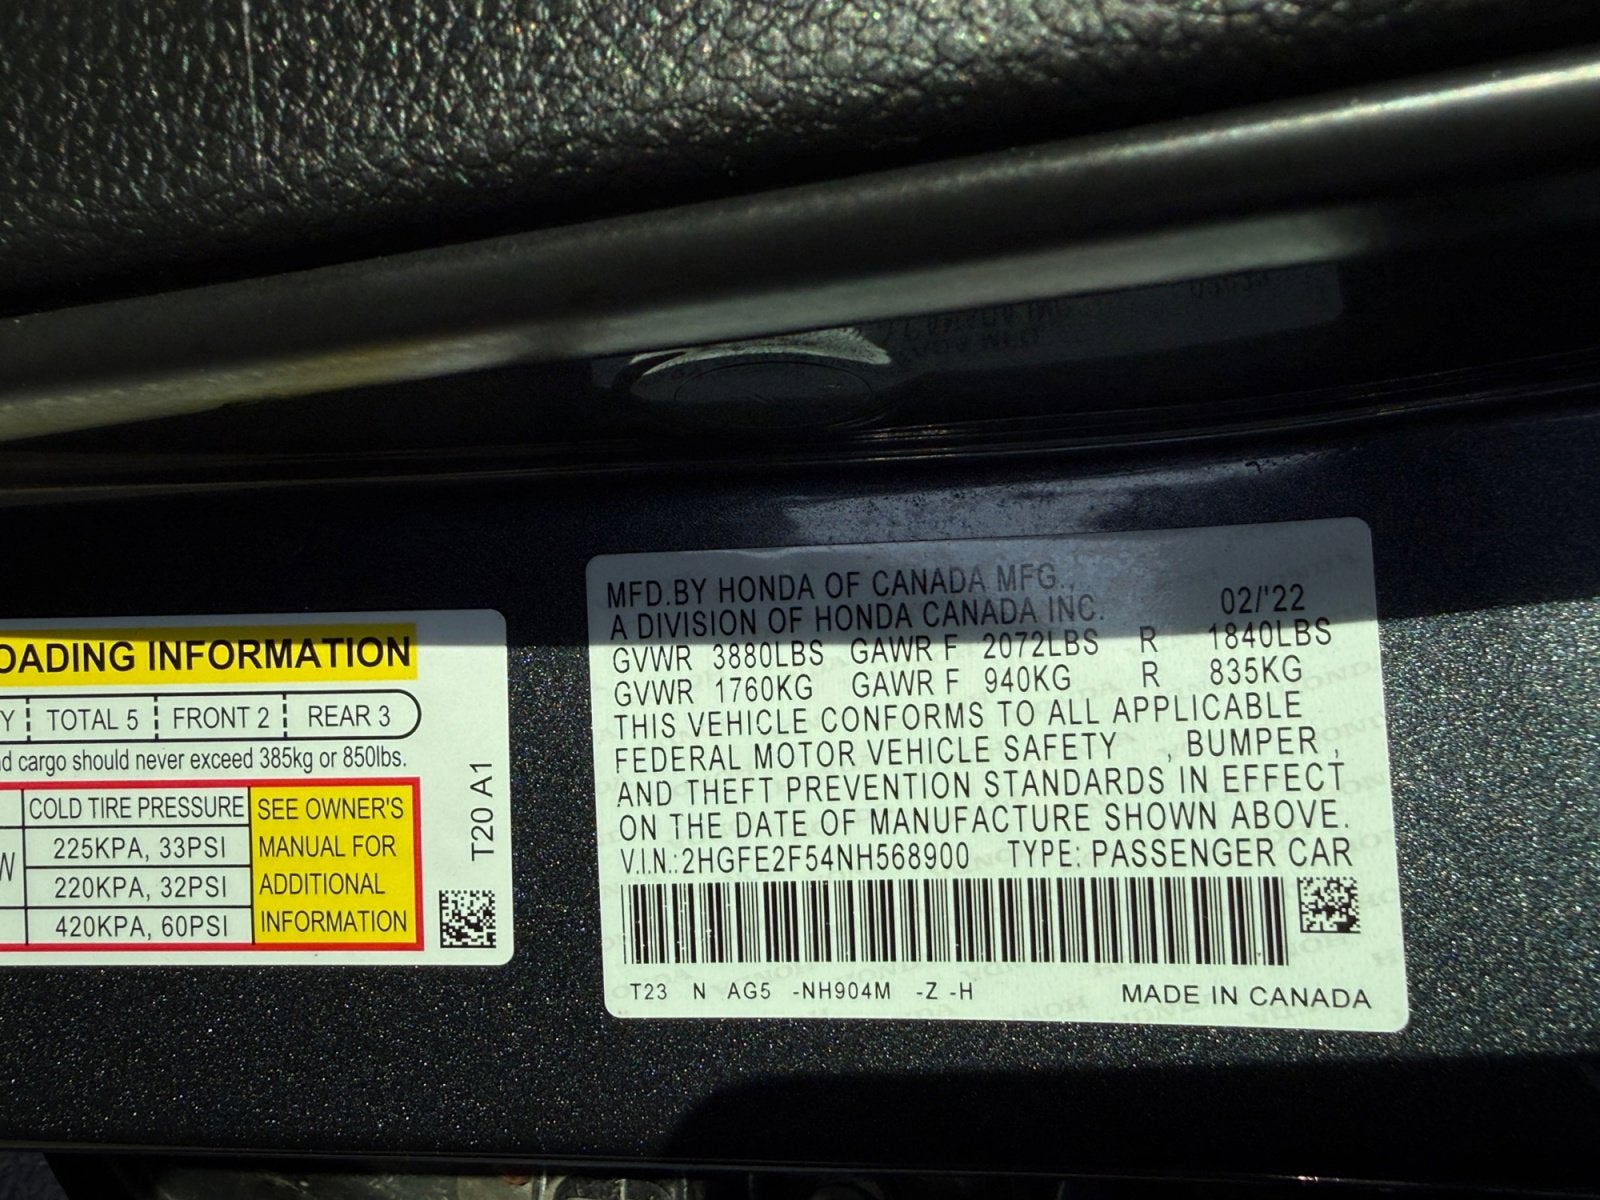 OADING INFORMATION
Y TOTAL 5 FRONT 2 REAR 3
d cargo should never exceed 385kg or 850lbs.
COLD TIRE PRESSURE
225KPA, 33PSI
220KPA, 32PSI
420KPA, 60PSI
SEE OWNER'S
MANUAL FOR
ADDITIONAL
INFORMATION
T20 A1
MFD.BY HONDA OF CANADA MFG.,
A DIVISION OF HONDA CANADA INC. 02/'22
GVWR 3880LBS GAWR F 2072LBS R 1840LBS
GVWR 1760KG GAWR F 940KG R 835KG
THIS VEHICLE CONFORMS TO ALL APPLICABLE
FEDERAL MOTOR VEHICLE SAFETY , BUMPER ,
AND THEFT PREVENTION STANDARDS IN EFFECT
ON THE DATE OF MANUFACTURE SHOWN ABOVE.
V.I.N.:2HGFE2F54NH568900 TYPE: PASSENGER CAR
T23 N AG5 -NH904M -Z -H MADE IN CANADA